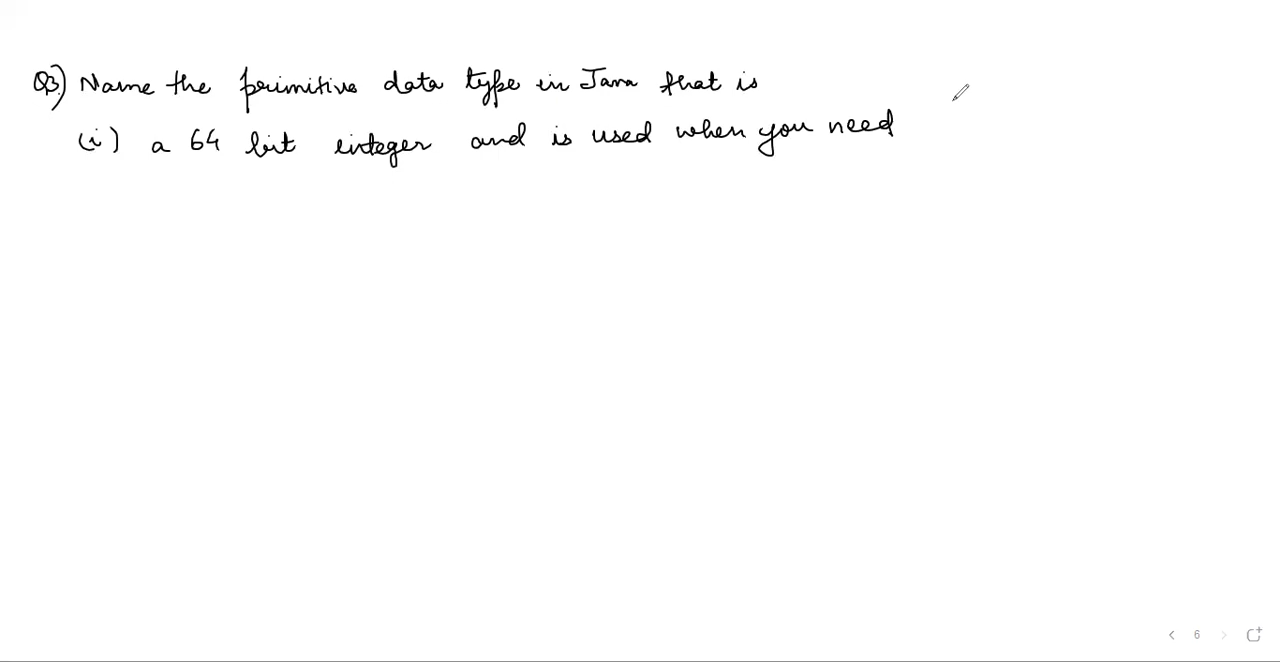 Q3) Name the primitive data type in Java that is
(i) a 64 bit integer and is used when you need
6